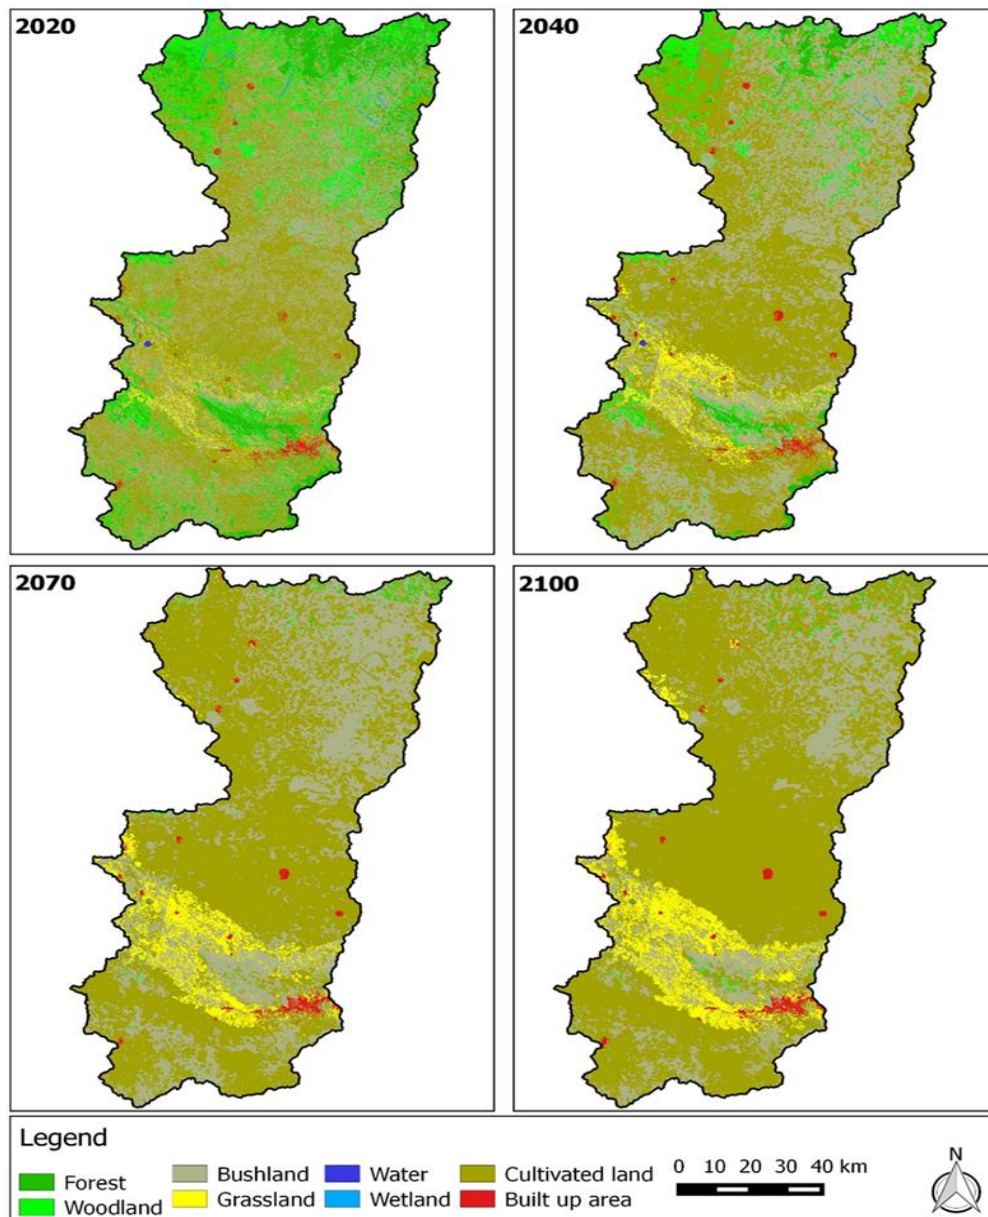 2020
2040
2070
2100
Legend
Forest
Woodland
Bushland
Grassland
Water
Wetland
Cultivated land
Built up area
0 10 20 30 40 km
N